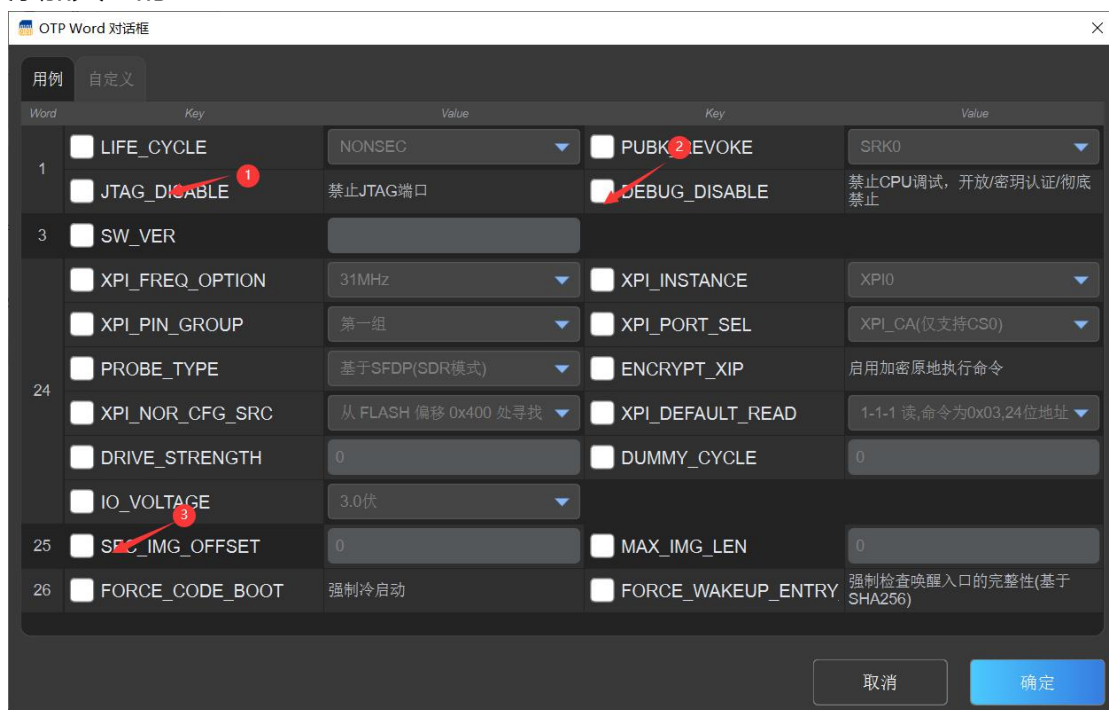 OTP Word 对话框
用例 自定义
Word Key Value Key Value
1 LIFE_CYCLE NONSEC PUBK_REVOKE SRK0
JTAG_DISABLE 禁止JTAG端口 DEBUG_DISABLE 禁止CPU调试，开放/密玥认证/彻底
禁止
3 SW_VER
24 XPI_FREQ_OPTION 31MHz XPI_INSTANCE XPI0
XPI_PIN_GROUP 第一组 XPI_PORT_SEL XPI_CA(仅支持CS0)
PROBE_TYPE 基于SFDP(SDR模式) ENCRYPT_XIP 启用加密原地执行命令
XPI_NOR_CFG_SRC 从 FLASH 偏移 0x400 处寻找 XPI_DEFAULT_READ 1-1-1 读,命令为0x03,24位地址
DRIVE_STRENGTH 0 DUMMY_CYCLE 0
IO_VOLTAGE 3.0伏
25 SEC_IMG_OFFSET 0 MAX_IMG_LEN 0
26 FORCE_CODE_BOOT 强制冷启动 FORCE_WAKEUP_ENTRY_ 强制检查唤醒入口的完整性(基于
SHA256)
1
2
3
取消 确定